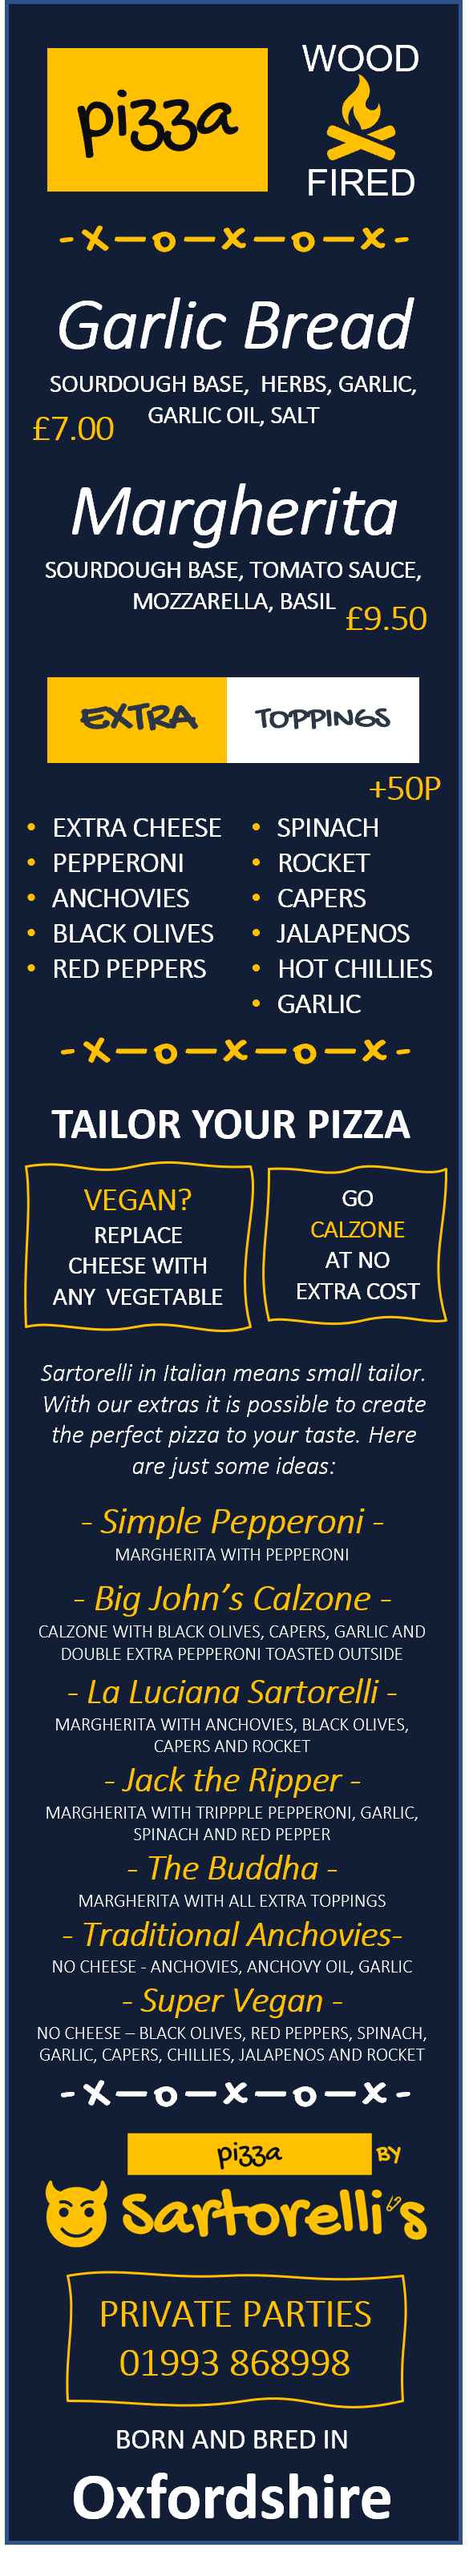 pizza
WOOD
FIRED
Garlic Bread
SOURDOUGH BASE, HERBS, GARLIC,
GARLIC OIL, SALT
£7.00
Margherita
SOURDOUGH BASE, TOMATO SAUCE,
MOZZARELLA, BASIL
£9.50
EXTRA TOPPINGS
+50P
• EXTRA CHEESE
• PEPPERONI
• ANCHOVIES
• BLACK OLIVES
• RED PEPPERS
• SPINACH
• ROCKET
• CAPERS
• JALAPENOS
• HOT CHILLIES
• GARLIC
TAILOR YOUR PIZZA
VEGAN?
REPLACE
CHEESE WITH
ANY VEGETABLE
GO
CALZONE
AT NO
EXTRA COST
Sartorelli in Italian means small tailor.
With our extras it is possible to create
the perfect pizza to your taste. Here
are just some ideas:
- Simple Pepperoni -
MARGHERITA WITH PEPPERONI
- Big John's Calzone -
CALZONE WITH BLACK OLIVES, CAPERS, GARLIC AND
DOUBLE EXTRA PEPPERONI TOASTED OUTSIDE
- La Luciana Sartorelli -
MARGHERITA WITH ANCHOVIES, BLACK OLIVES,
CAPERS AND ROCKET
- Jack the Ripper -
MARGHERITA WITH TRIPPPLE PEPPERONI, GARLIC,
SPINACH AND RED PEPPER
- The Buddha -
MARGHERITA WITH ALL EXTRA TOPPINGS
- Traditional Anchovies-
NO CHEESE - ANCHOVIES, ANCHOVY OIL, GARLIC
- Super Vegan -
NO CHEESE – BLACK OLIVES, RED PEPPERS, SPINACH,
GARLIC, CAPERS, CHILLIES, JALAPENOS AND ROCKET
pizza BY
Sartorelli's
PRIVATE PARTIES
01993 868998
BORN AND BRED IN
Oxfordshire